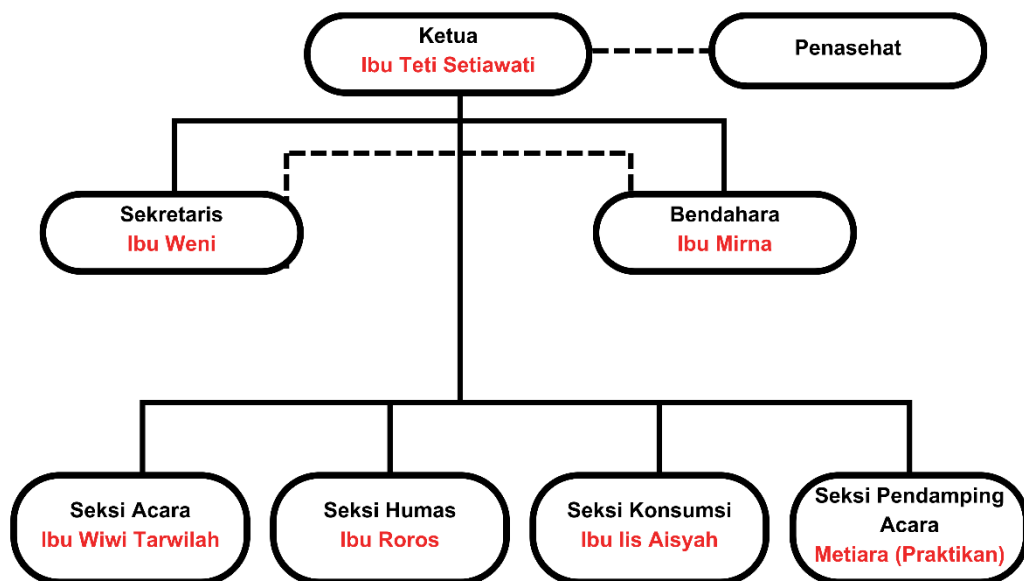 Ketua
Ibu Teti Setiawati
Penasehat
Sekretaris
Ibu Weni
Bendahara
Ibu Mirna
Seksi Acara
Ibu Wiwi Tarwilah
Seksi Humas
Ibu Roros
Seksi Konsumsi
Ibu Iis Aisyah
Seksi Pendamping
Acara
Metiara (Praktikan)